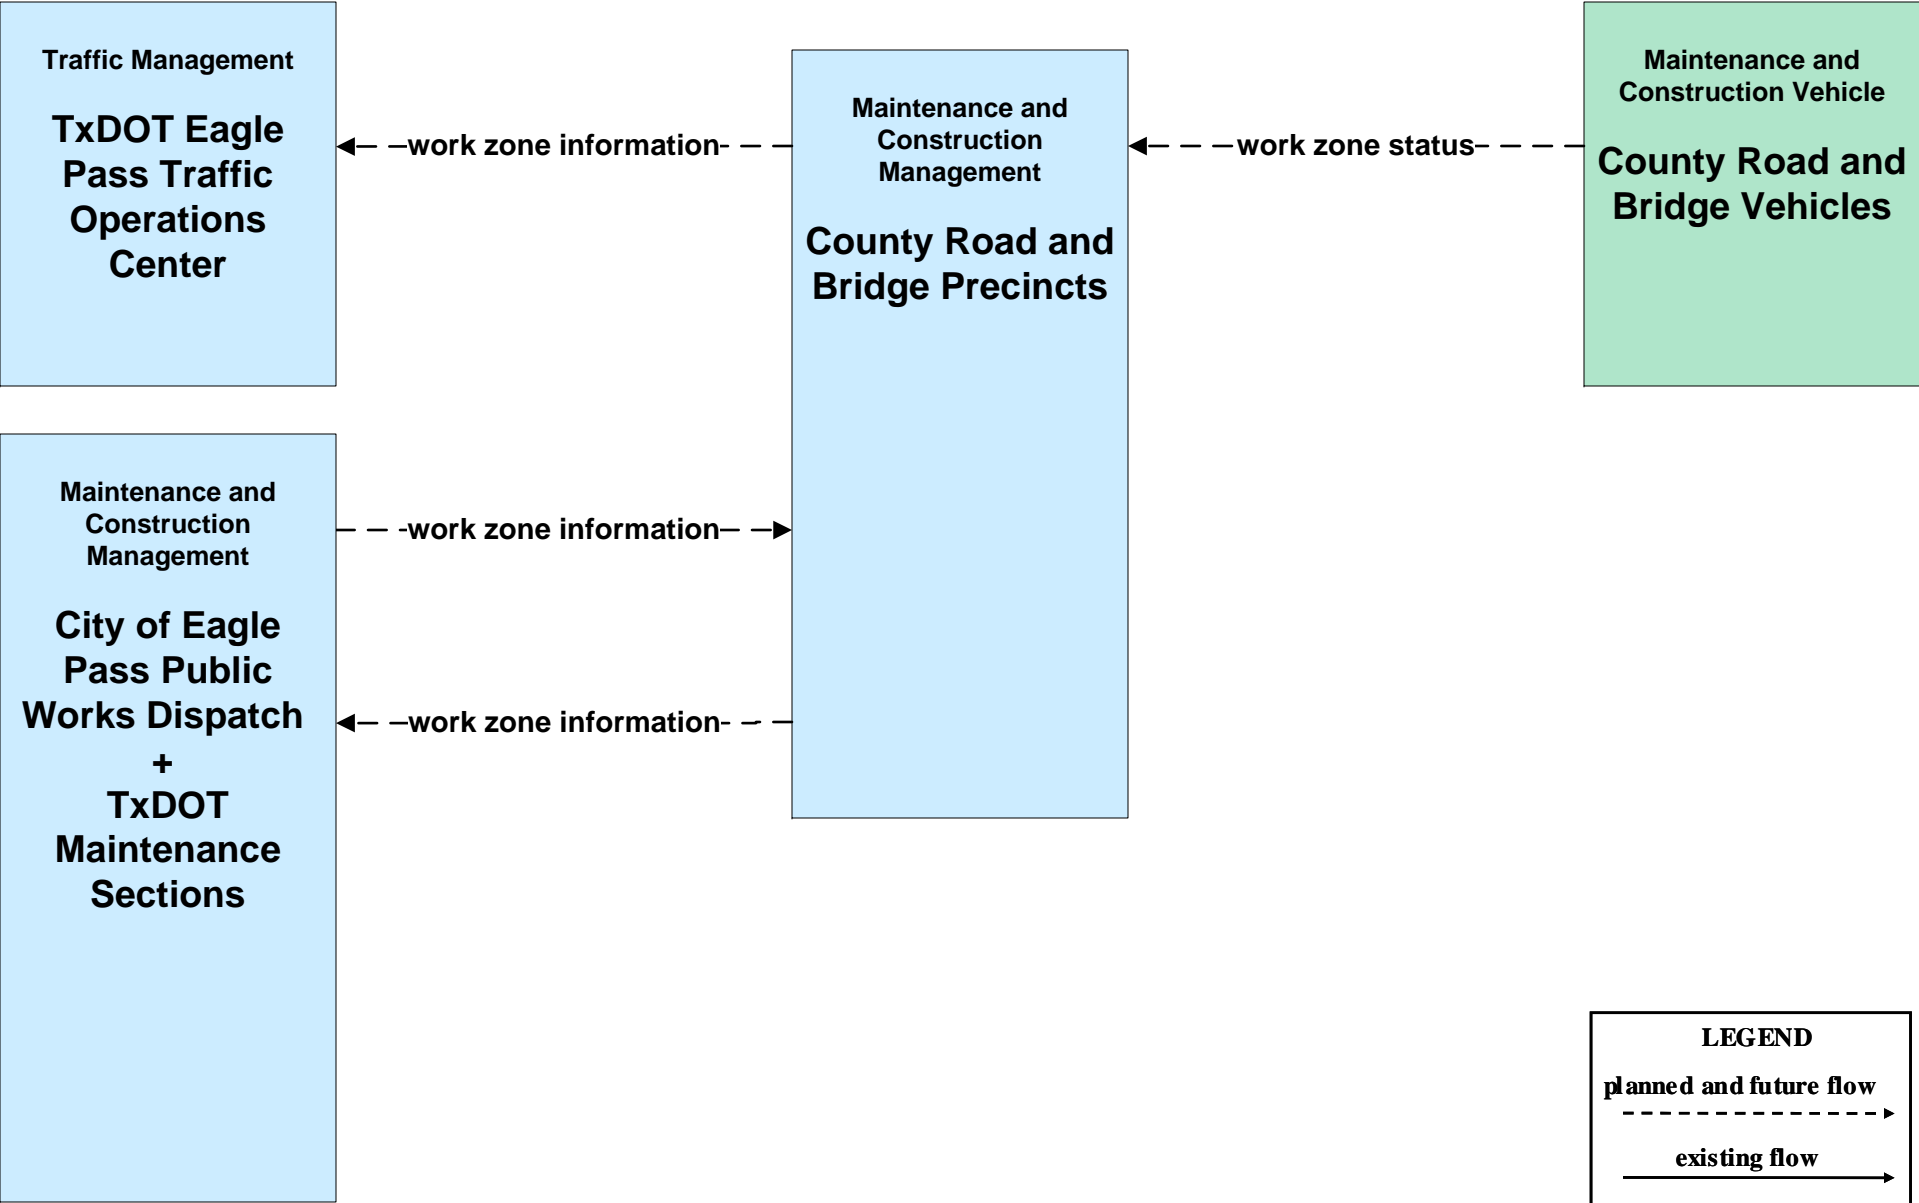 Traffic Management
TxDOT Eagle
Pass Traffic
Operations
Center
work zone information
Maintenance and
Construction
Management
County Road and
Bridge Precincts
work zone status
Maintenance and
Construction Vehicle
County Road and
Bridge Vehicles
Maintenance and
Construction
Management
City of Eagle
Pass Public
Works Dispatch
+
TxDOT
Maintenance
Sections
work zone information
work zone information
LEGEND
planned and future flow
existing flow